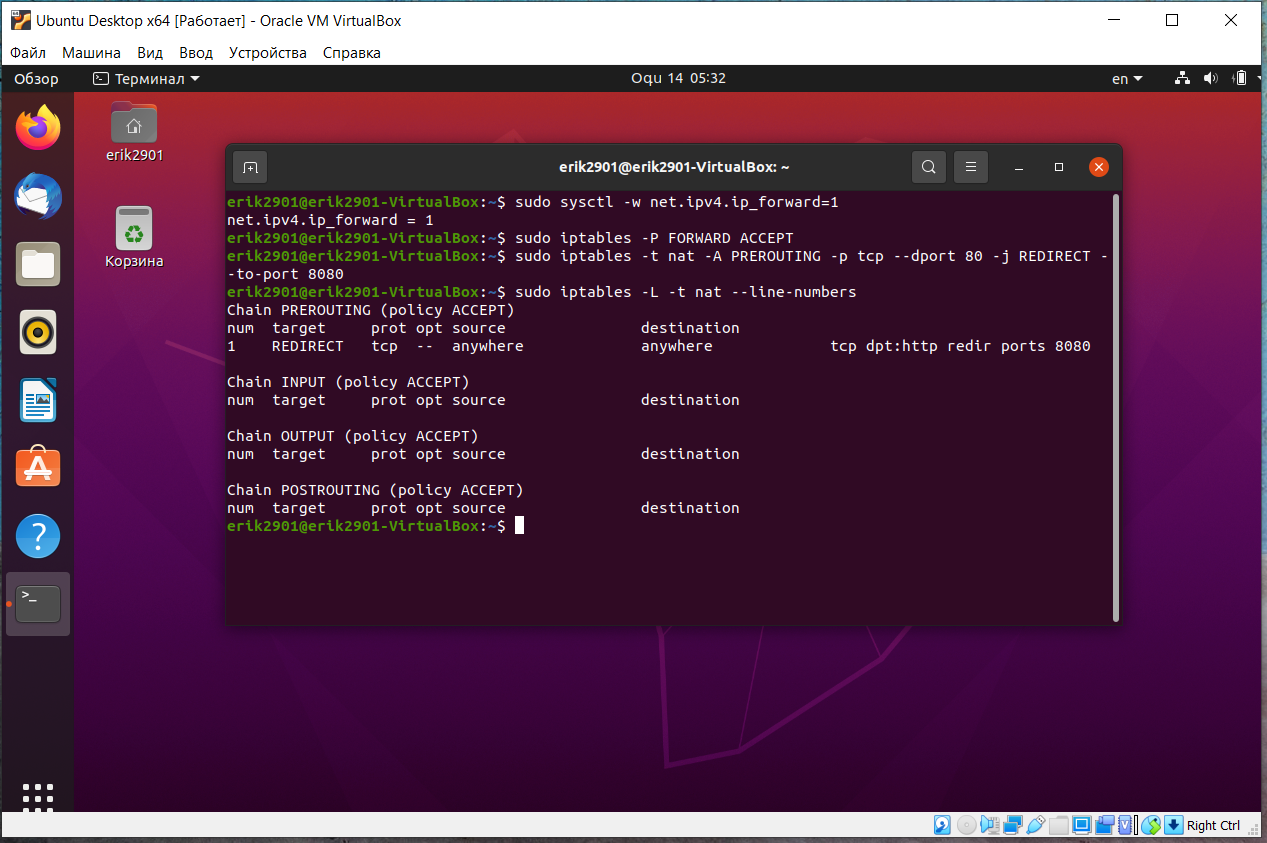 Ubuntu Desktop x64 [Работает] - Oracle VM VirtualBox
Файл Машина Вид Ввод Устройства Справка
Обзор Терминал Օգս 14 05:32 en
erik2901
Корзина
erik2901@erik2901-VirtualBox: ~
erik2901@erik2901-VirtualBox:~$ sudo sysctl -w net.ipv4.ip_forward=1
net.ipv4.ip_forward = 1
erik2901@erik2901-VirtualBox:~$ sudo iptables -P FORWARD ACCEPT
erik2901@erik2901-VirtualBox:~$ sudo iptables -t nat -A PREROUTING -p tcp --dport 80 -j REDIRECT -
-to-port 8080
erik2901@erik2901-VirtualBox:~$ sudo iptables -L -t nat --line-numbers
Chain PREROUTING (policy ACCEPT)
num target prot opt source destination
1 REDIRECT tcp -- anywhere anywhere tcp dpt:http redir ports 8080
Chain INPUT (policy ACCEPT)
num target prot opt source destination
Chain OUTPUT (policy ACCEPT)
num target prot opt source destination
Chain POSTROUTING (policy ACCEPT)
num target prot opt source destination
erik2901@erik2901-VirtualBox:~$
Right Ctrl